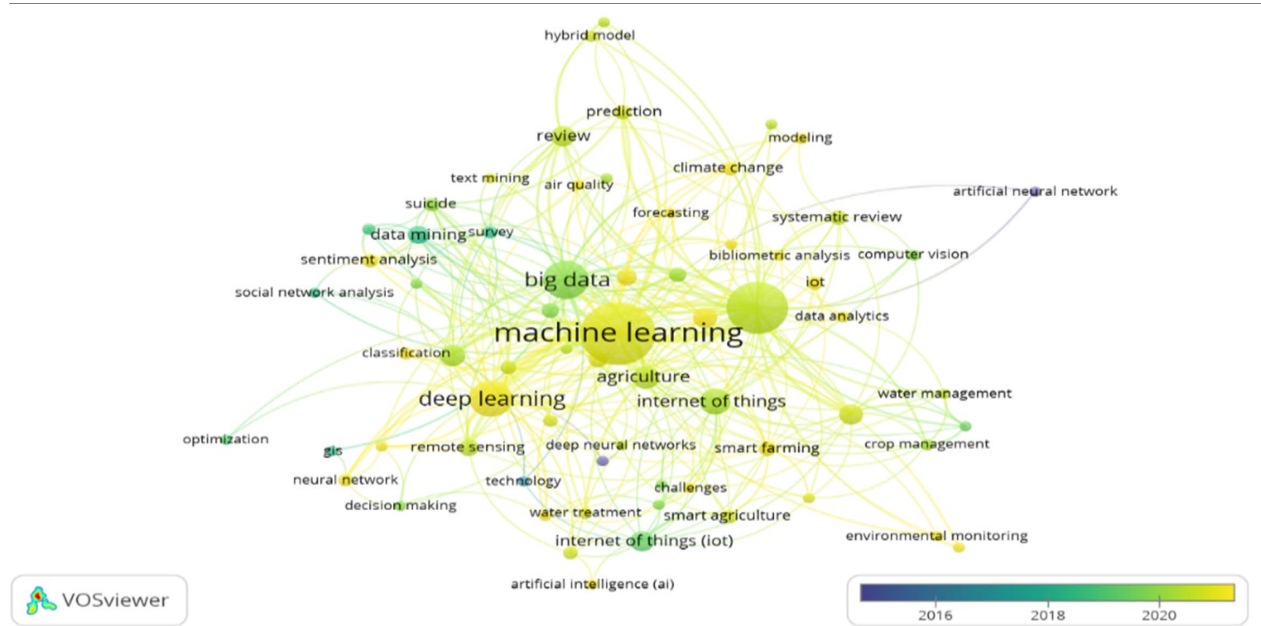 hybrid model
prediction
review
modeling
climate change
text mining
air quality
artificial neural network
suicide
forecasting
systematic review
data mining
survey
bibliometric analysis
computer vision
sentiment analysis
big data
iot
social network analysis
data analytics
machine learning
classification
agriculture
water management
deep learning
internet of things
optimization
crop management
gis
remote sensing
deep neural networks
smart farming
neural network
technology
challenges
decision making
water treatment
smart agriculture
internet of things (iot)
environmental monitoring
artificial intelligence (ai)
VOSviewer
2016
2018
2020